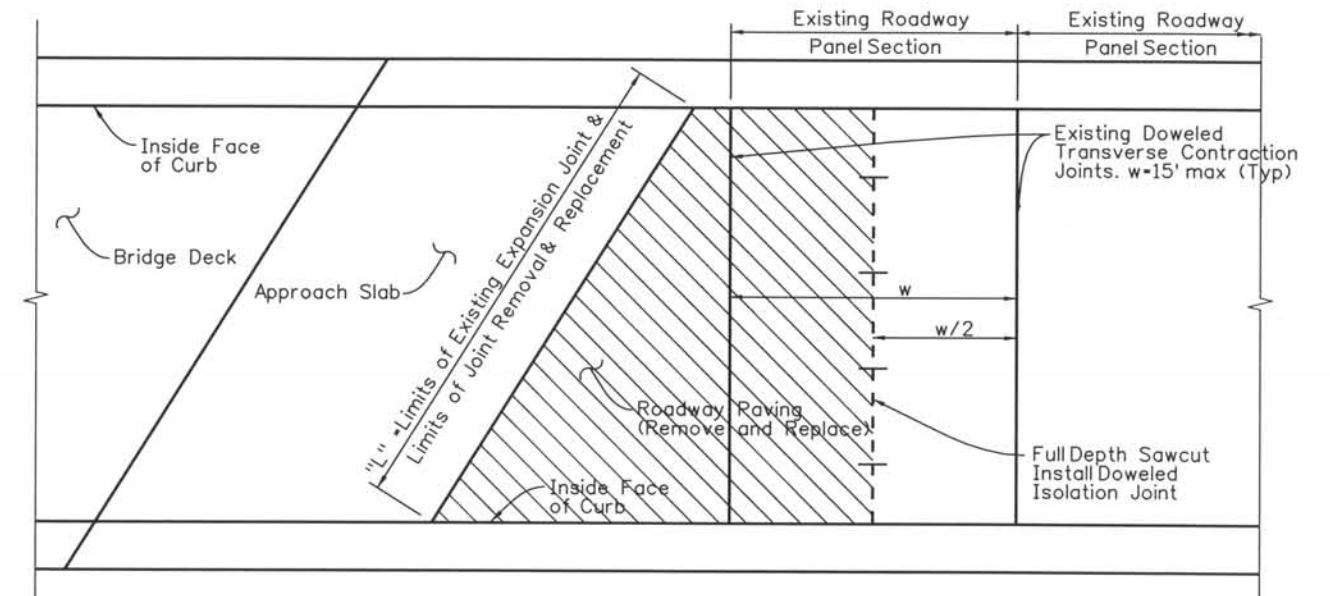 Existing Roadway
Panel Section
Existing Roadway
Panel Section
Inside Face
of Curb
Bridge Deck
Approach Slab
"L" =Limits of Existing Expansion Joint &
Limits of Joint Removal & Replacement
Existing Doweled
Transverse Contraction
Joints. w=15' max (Typ)
w
w/2
Roadway Paving
(Remove and Replace)
Inside Face
of Curb
Full Depth Sawcut
Install Doweled
Isolation Joint